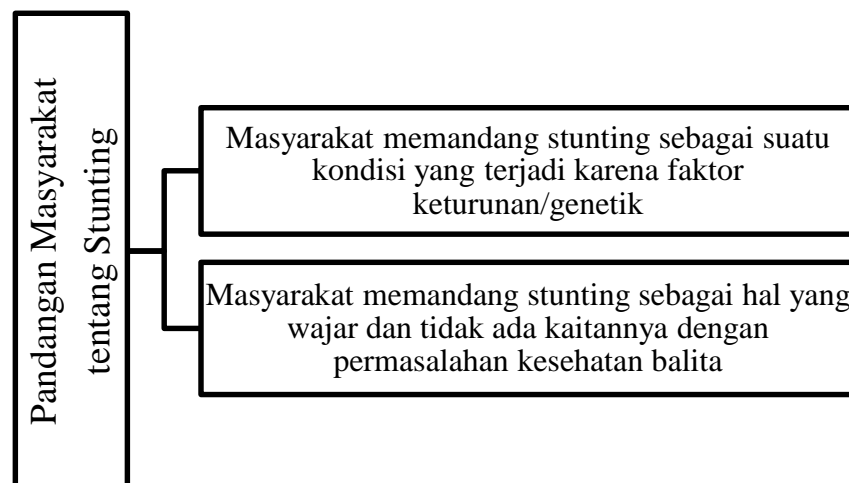 Pandangan Masyarakat
tentang Stunting
Masyarakat memandang stunting sebagai suatu
kondisi yang terjadi karena faktor
keturunan/genetik
Masyarakat memandang stunting sebagai hal yang
wajar dan tidak ada kaitannya dengan
permasalahan kesehatan balita